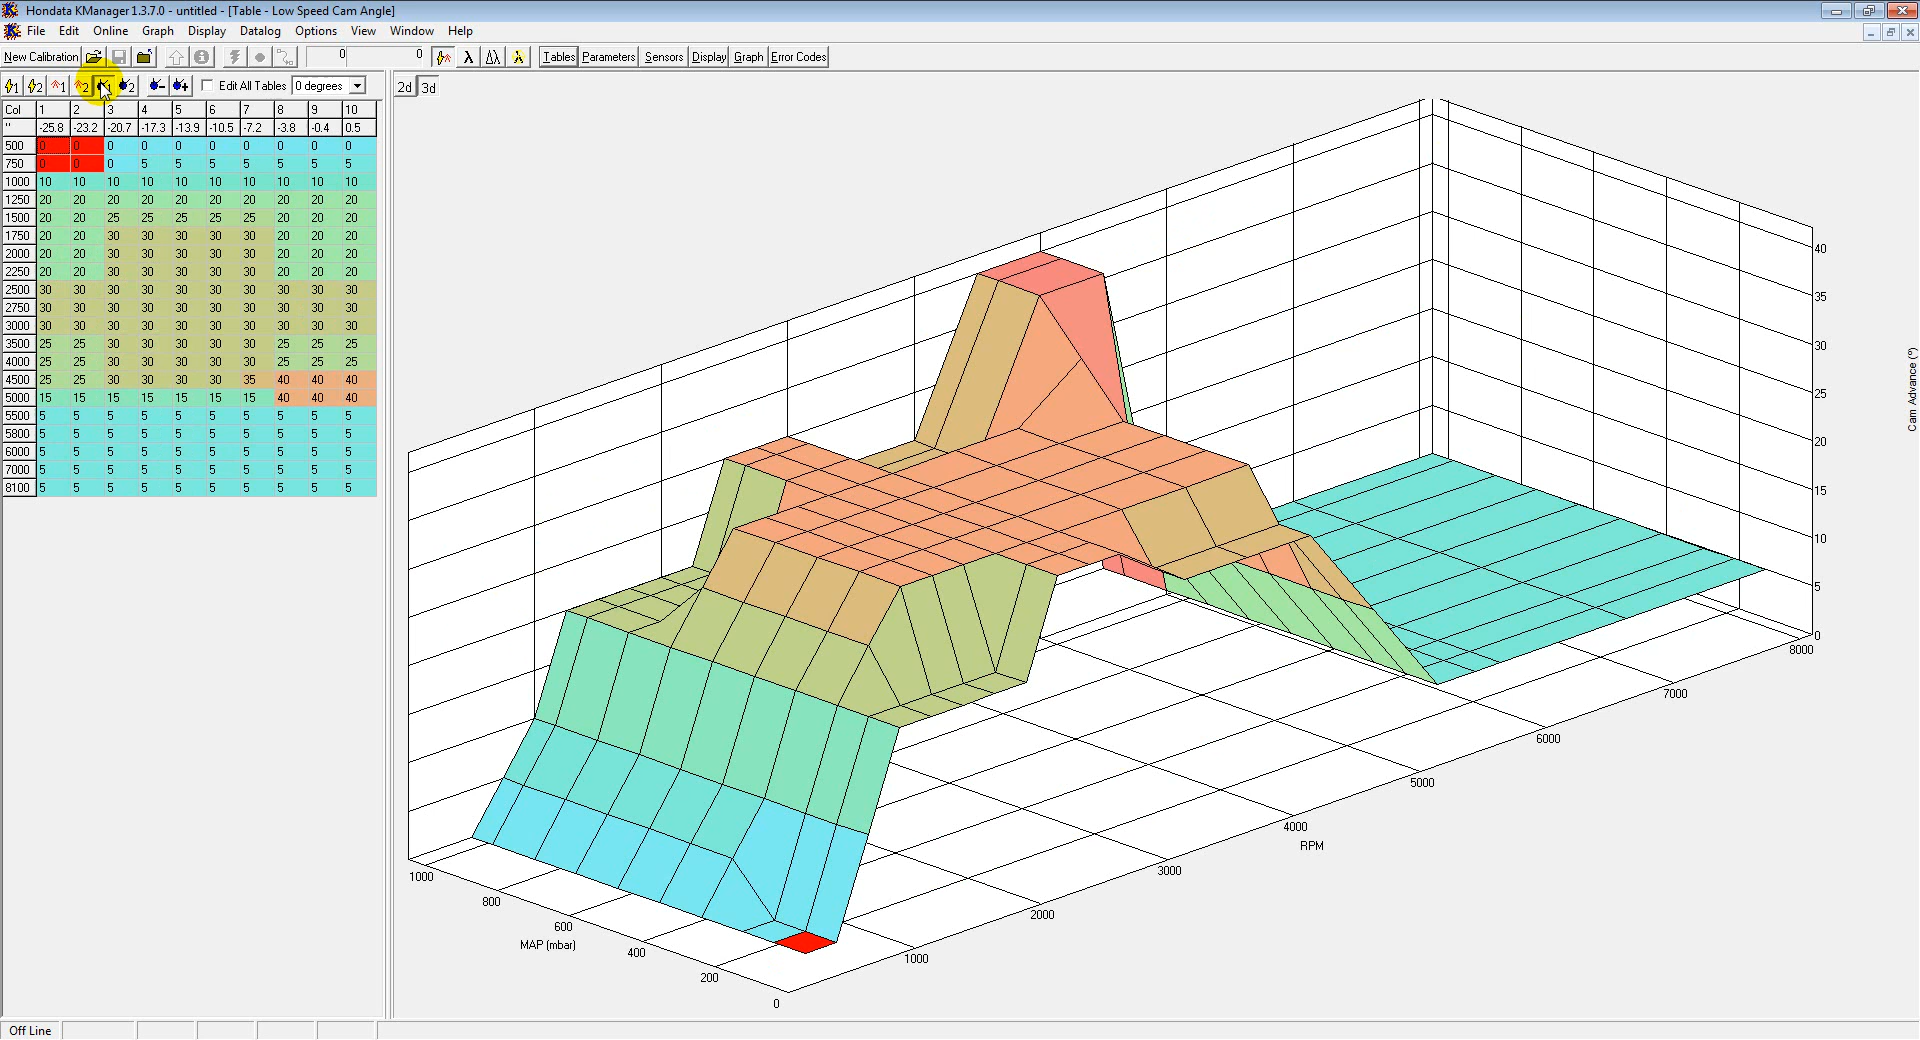 Hondata KManager 1.3.7.0 - untitled - [Table - Low Speed Cam Angle]
File Edit Online Graph Display Datalog Options View Window Help
New Calibration 0 0 Tables Parameters Sensors Display Graph Error Codes
1 2 1 2 1 2 Edit All Tables 0 degrees 2d 3d
Col 1 2 3 4 5 6 7 8 9 10
" -25.8 -23.2 -20.7 -17.3 -13.9 -10.5 -7.2 -3.8 -0.4 0.5
500 0 0 0 0 0 0 0 0 0 0
750 0 0 0 5 5 5 5 5 5 5
1000 10 10 10 10 10 10 10 10 10 10
1250 20 20 20 20 20 20 20 20 20 20
1500 20 20 25 25 25 25 25 20 20 20
1750 20 20 30 30 30 30 30 20 20 20
2000 20 20 30 30 30 30 30 20 20 20
2250 20 20 30 30 30 30 30 20 20 20
2500 30 30 30 30 30 30 30 30 30 30
2750 30 30 30 30 30 30 30 30 30 30
3000 30 30 30 30 30 30 30 30 30 30
3500 25 25 30 30 30 30 30 25 25 25
4000 25 25 30 30 30 30 30 25 25 25
4500 25 25 30 30 30 30 35 40 40 40
5000 15 15 15 15 15 15 15 40 40 40
5500 5 5 5 5 5 5 5 5 5 5
5800 5 5 5 5 5 5 5 5 5 5
6000 5 5 5 5 5 5 5 5 5 5
7000 5 5 5 5 5 5 5 5 5 5
8100 5 5 5 5 5 5 5 5 5 5
40
35
30
25
20
15
10
5
0
Cam Advance (º)
8000
7000
6000
5000
4000
RPM
3000
2000
1000
1000
800
600
MAP (mbar)
400
200
0
Off Line